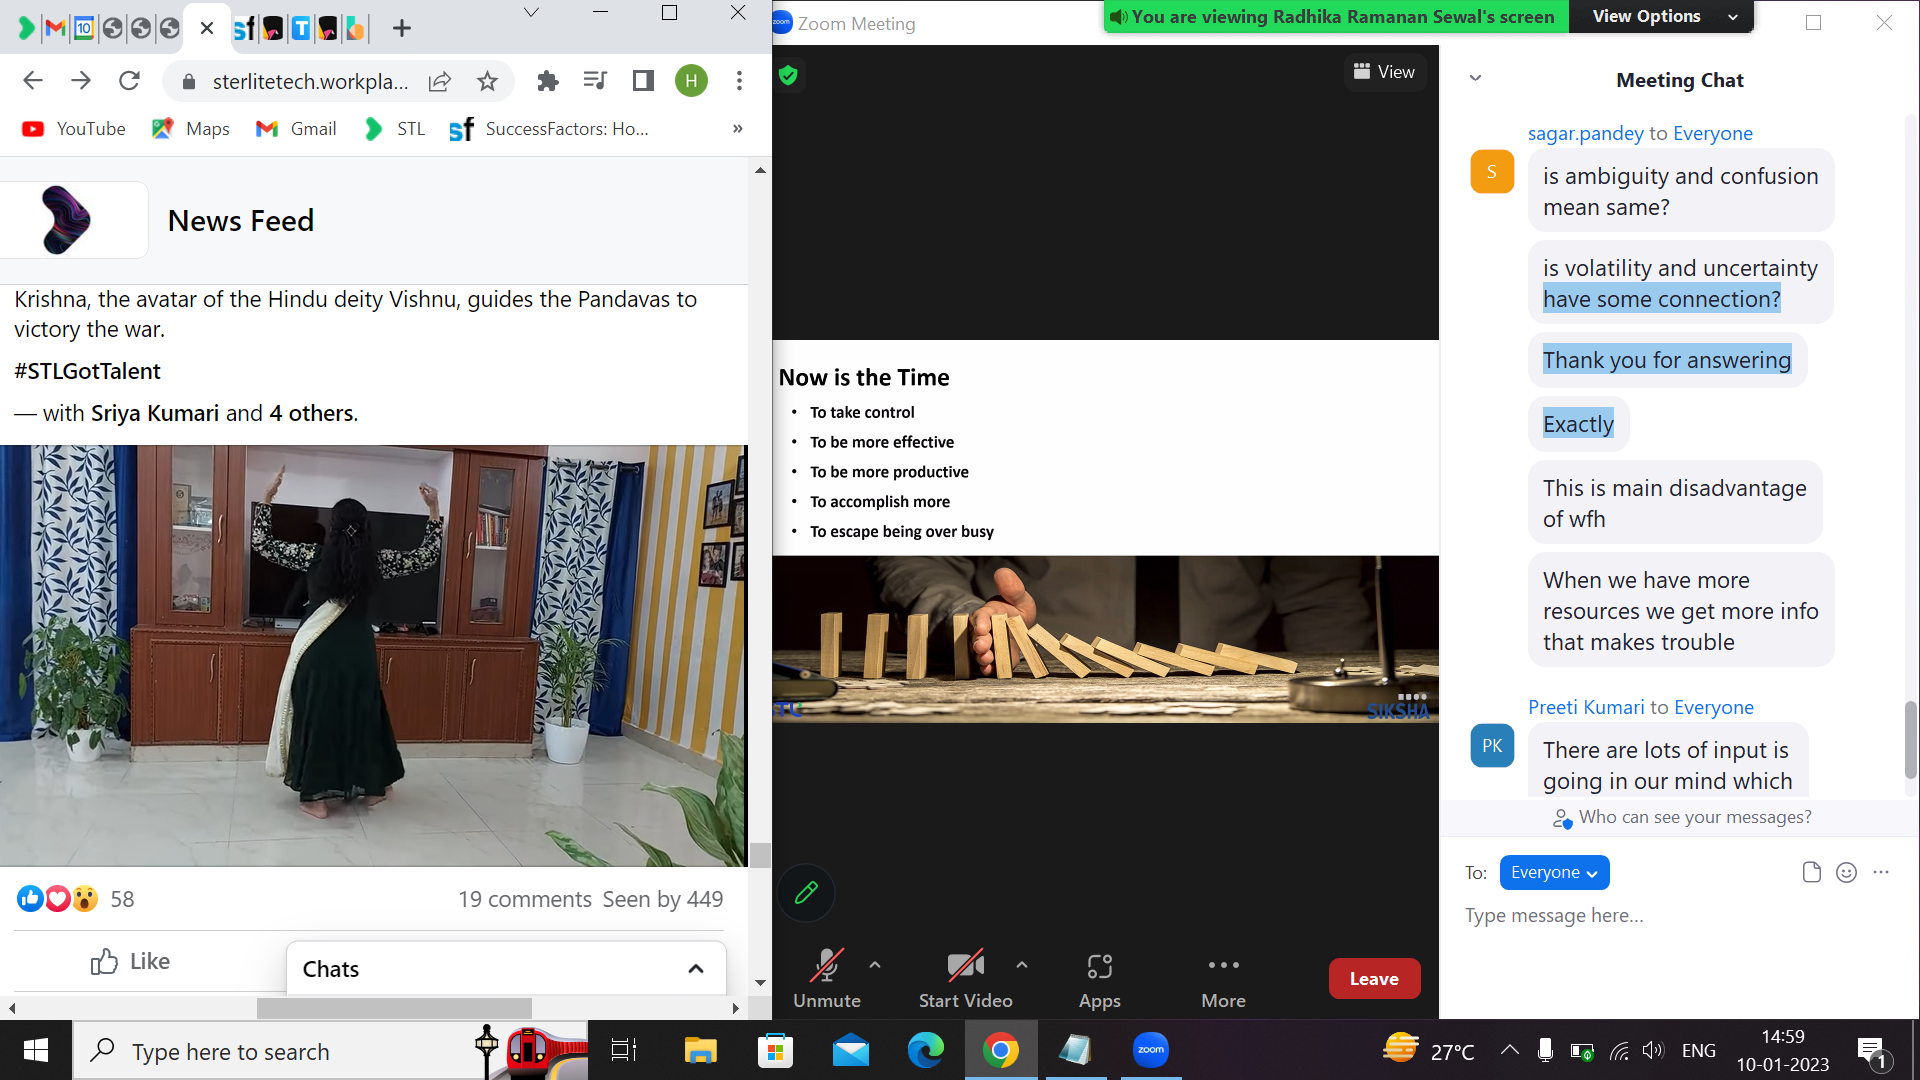 10
sf
T
sterlitetech.workpla...
H
YouTube
Maps
Gmail
STL
sf SuccessFactors: Ho...
»
News Feed
Krishna, the avatar of the Hindu deity Vishnu, guides the Pandavas to
victory the war.
#STLGotTalent
— with Sriya Kumari and 4 others.
58
19 comments Seen by 449
Like
Chats
zoom Zoom Meeting
You are viewing Radhika Ramanan Sewal's screen
View Options
View
Now is the Time
• To take control
• To be more effective
• To be more productive
• To accomplish more
• To escape being over busy
STL
SIKSHA
Unmute
Start Video
Apps
More
Leave
Meeting Chat
sagar.pandey to Everyone
S
is ambiguity and confusion
mean same?
is volatility and uncertainty
have some connection?
Thank you for answering
Exactly
This is main disadvantage
of wfh
When we have more
resources we get more info
that makes trouble
Preeti Kumari to Everyone
PK
There are lots of input is
going in our mind which
Who can see your messages?
To: Everyone
Type message here...
Type here to search
zoom
27°C
ENG
14:59
10-01-2023
1